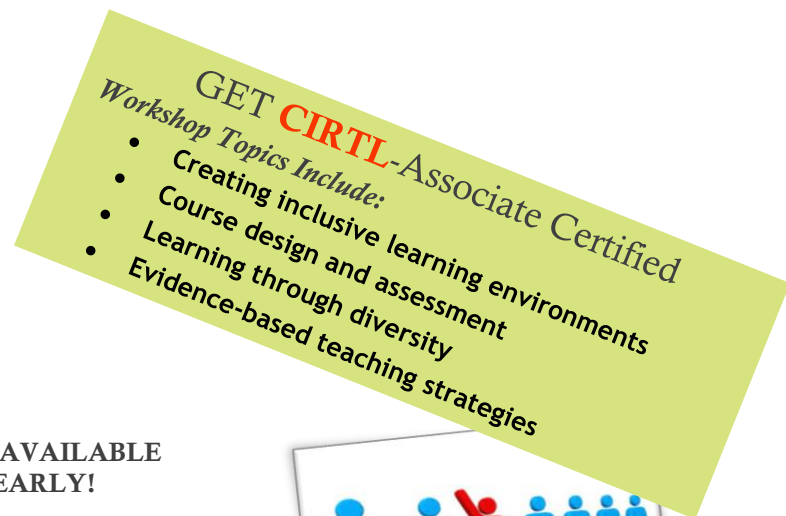 GET CIRTL-Associate Certified
Workshop Topics Include:
• Creating inclusive learning environments
• Course design and assessment
• Learning through diversity
• Evidence-based teaching strategies
AVAILABLE
EARLY!